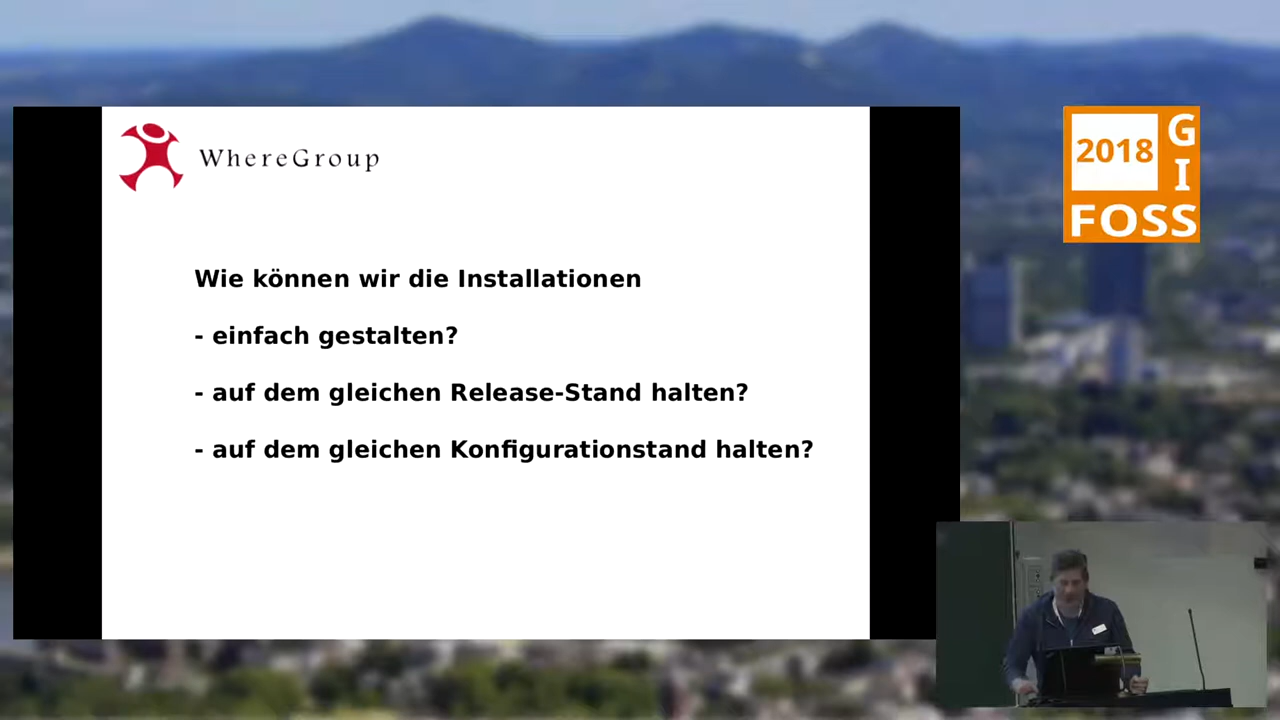 WhereGroup
Wie können wir die Installationen
- einfach gestalten?
- auf dem gleichen Release-Stand halten?
- auf dem gleichen Konfigurationstand halten?
2018
GI
FOSS